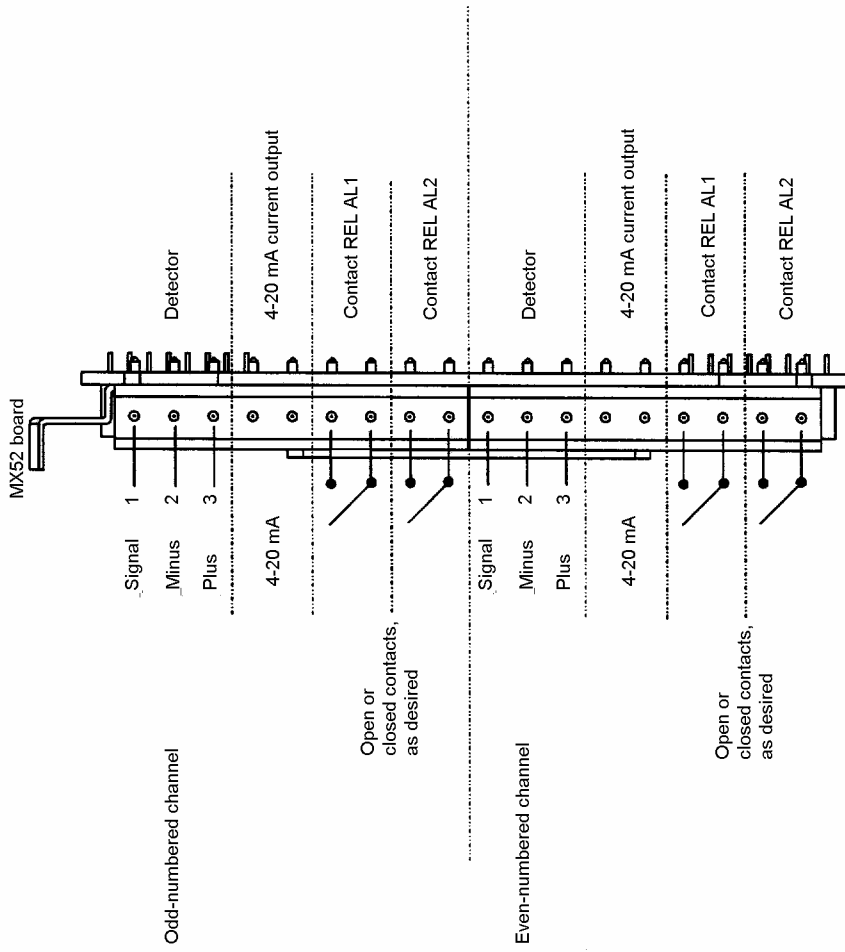 MX52 board
Odd-numbered channel
Signal 1
Minus 2
Plus 3
Detector
4-20 mA
4-20 mA current output
Contact REL AL1
Contact REL AL2
Open or
closed contacts,
as desired
Even-numbered channel
Signal 1
Minus 2
Plus 3
Detector
4-20 mA
4-20 mA current output
Contact REL AL1
Contact REL AL2
Open or
closed contacts,
as desired